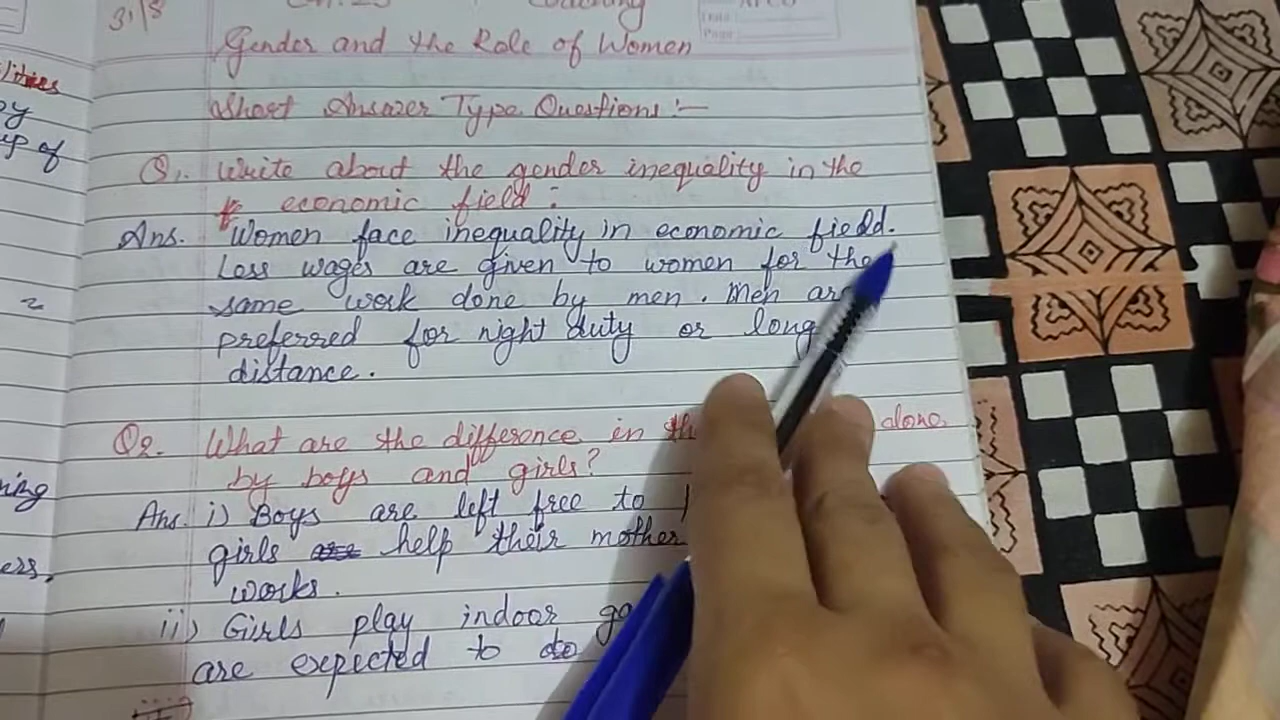 3/8
Coaching
Gender and the Role of Women
Short Answer Type Questions :-
Q1. Write about the gender inequality in the
economic field :
Ans. Women face inequality in economic field.
Less wages are given to women for the
same work done by men. Men are
preferred for night duty or long
distance.
Q2. What are the difference in the done
by boys and girls?
Ans. i) Boys are left free to
girls help their mother
works.
ii) Girls play indoor
are expected to do